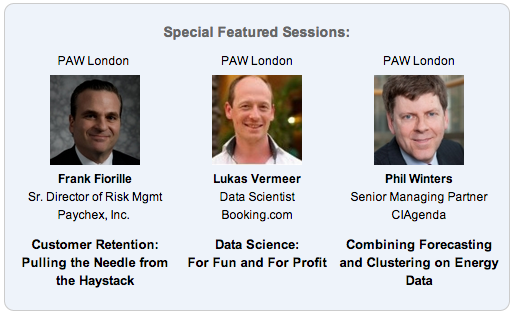 Special Featured Sessions:
PAW London
PAW London
PAW London
Frank Fiorille
Sr. Director of Risk Mgmt
Paychex, Inc.
Lukas Vermeer
Data Scientist
Booking.com
Phil Winters
Senior Managing Partner
CIAgenda
Customer Retention:
Pulling the Needle from
the Haystack
Data Science:
For Fun and For Profit
Combining Forecasting
and Clustering on Energy
Data